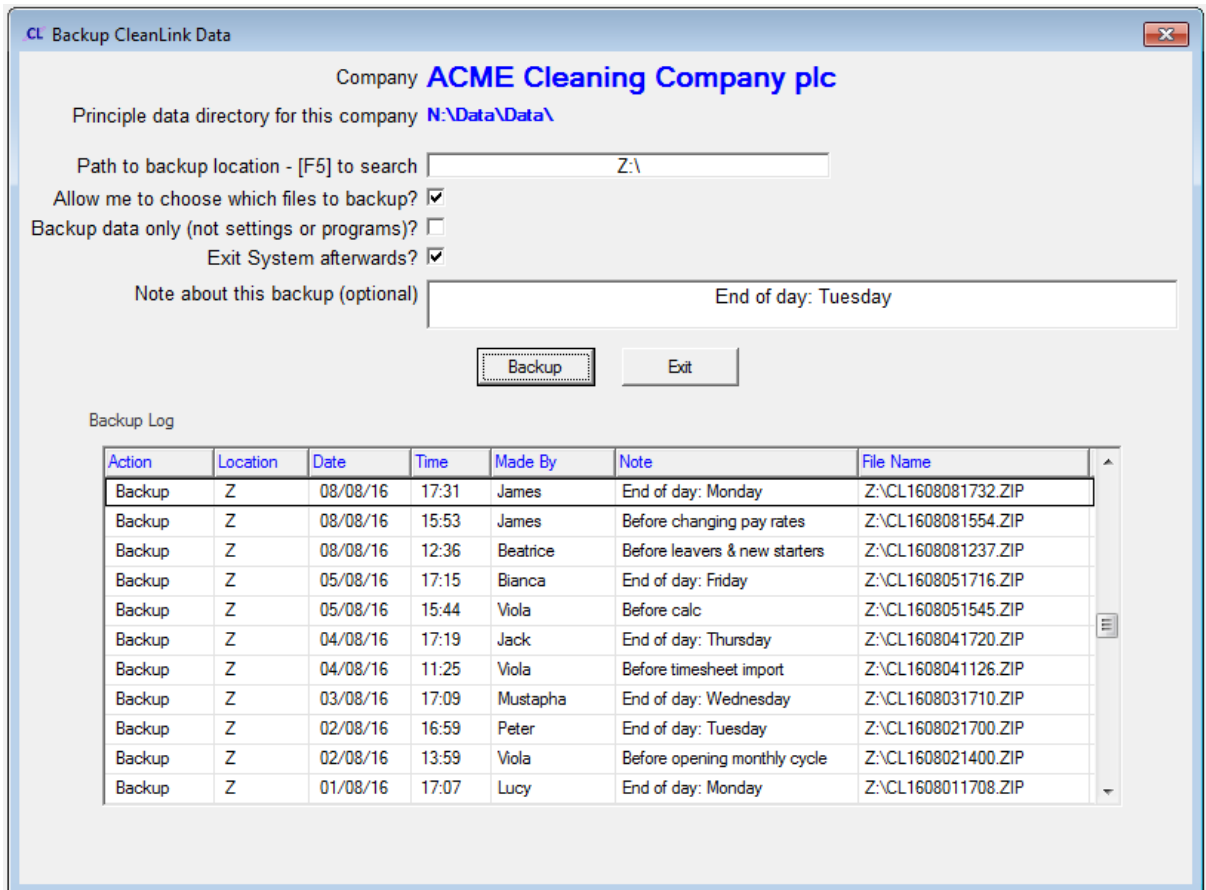 CL Backup CleanLink Data
Company ACME Cleaning Company plc
Principle data directory for this company N:\Data\Data\
Path to backup location - [F5] to search Z:\
Allow me to choose which files to backup?
Backup data only (not settings or programs)?
Exit System afterwards?
Note about this backup (optional) End of day: Tuesday
Backup Exit
Backup Log
Action Location Date Time Made By Note File Name
Backup Z 08/08/16 17:31 James End of day: Monday Z:\CL1608081732.ZIP
Backup Z 08/08/16 15:53 James Before changing pay rates Z:\CL1608081554.ZIP
Backup Z 08/08/16 12:36 Beatrice Before leavers & new starters Z:\CL1608081237.ZIP
Backup Z 05/08/16 17:15 Bianca End of day: Friday Z:\CL1608051716.ZIP
Backup Z 05/08/16 15:44 Viola Before calc Z:\CL1608051545.ZIP
Backup Z 04/08/16 17:19 Jack End of day: Thursday Z:\CL1608041720.ZIP
Backup Z 04/08/16 11:25 Viola Before timesheet import Z:\CL1608041126.ZIP
Backup Z 03/08/16 17:09 Mustapha End of day: Wednesday Z:\CL1608031710.ZIP
Backup Z 02/08/16 16:59 Peter End of day: Tuesday Z:\CL1608021700.ZIP
Backup Z 02/08/16 13:59 Viola Before opening monthly cycle Z:\CL1608021400.ZIP
Backup Z 01/08/16 17:07 Lucy End of day: Monday Z:\CL1608011708.ZIP